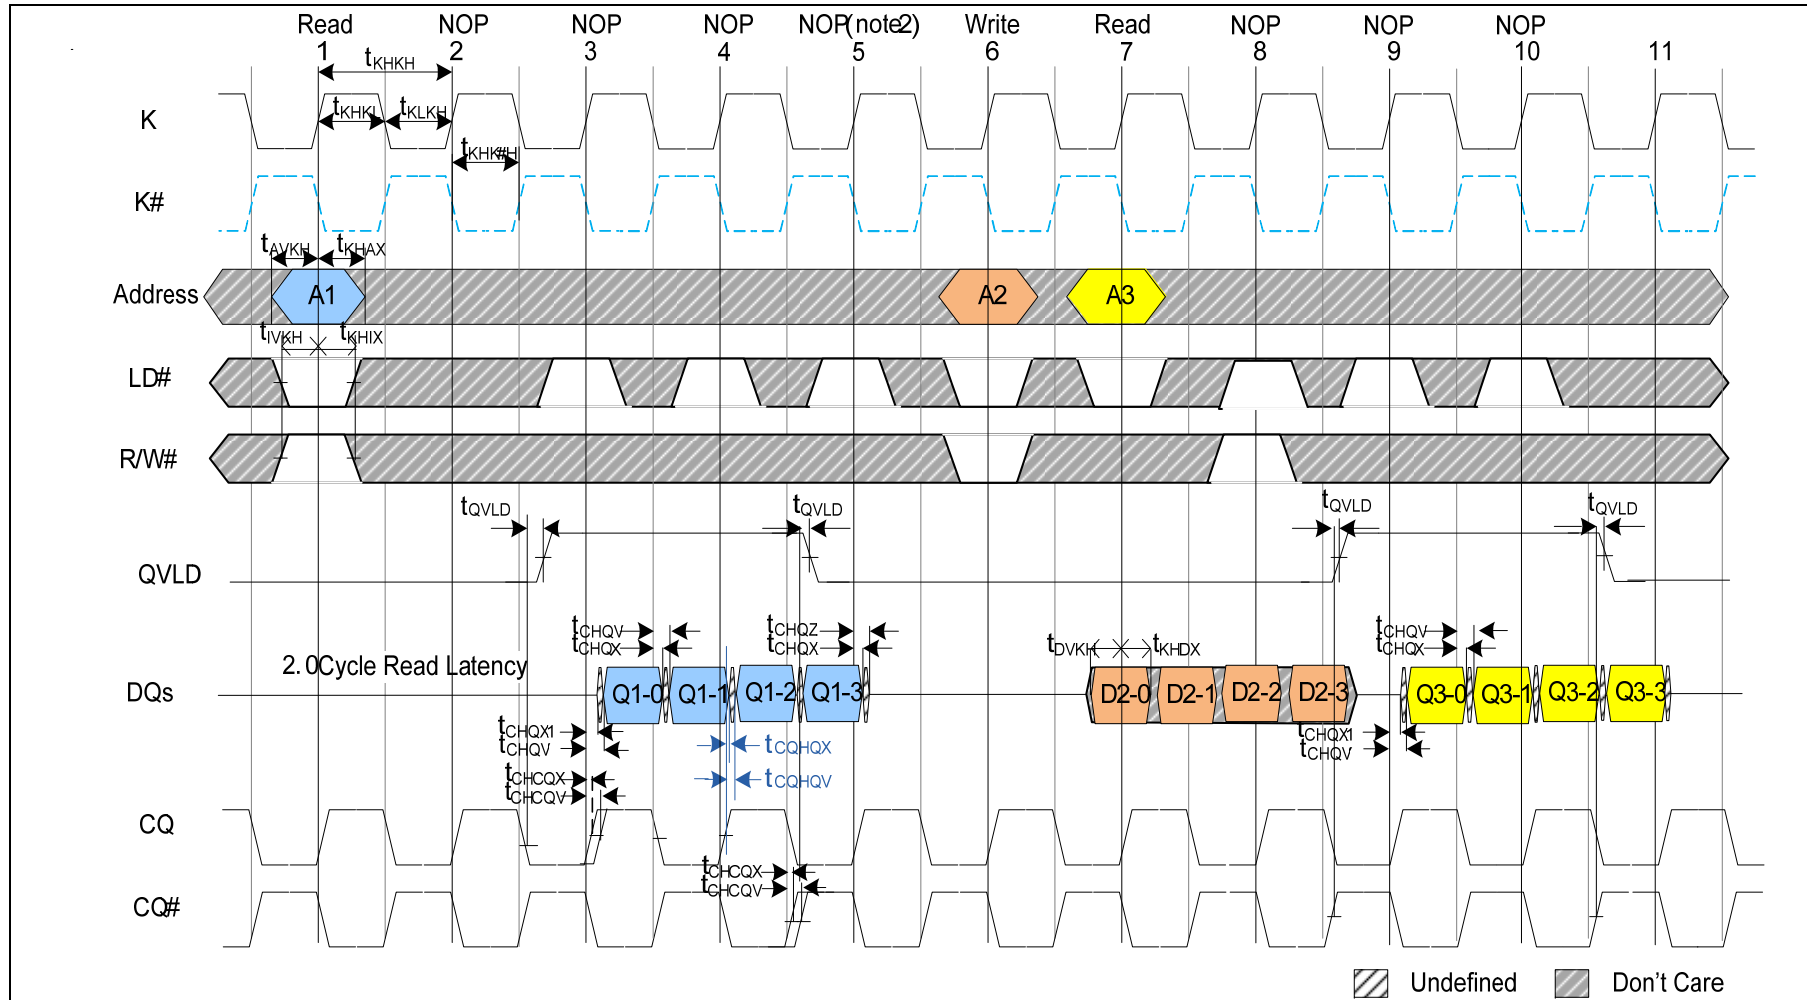 Read NOP NOP NOP NOP(note2) Write Read NOP NOP NOP
1 2 3 4 5 6 7 8 9 10 11
tKHKH
K
tKHKL tKLKH
tKHK#H
K#
tAVKH tKHAX
Address A1 A2 A3
tIVKH tKHIX
LD#
R/W#
tQVLD tQVLD tQVLD tQVLD
QVLD
tCHQV tCHQZ tCHQV
tCHQX tCHQX tDVKH tKHDX tCHQX
2.0Cycle Read Latency
DQs Q1-0 Q1-1 Q1-2 Q1-3 D2-0 D2-1 D2-2 D2-3 Q3-0 Q3-1 Q3-2 Q3-3
tCHQX1 tCHQX1
tCHQV tCQHQX tCHQV
tCHCQX tCQHQV
tCHCQV
CQ
tCHCQX
tCHCQV
CQ#
Undefined Don't Care